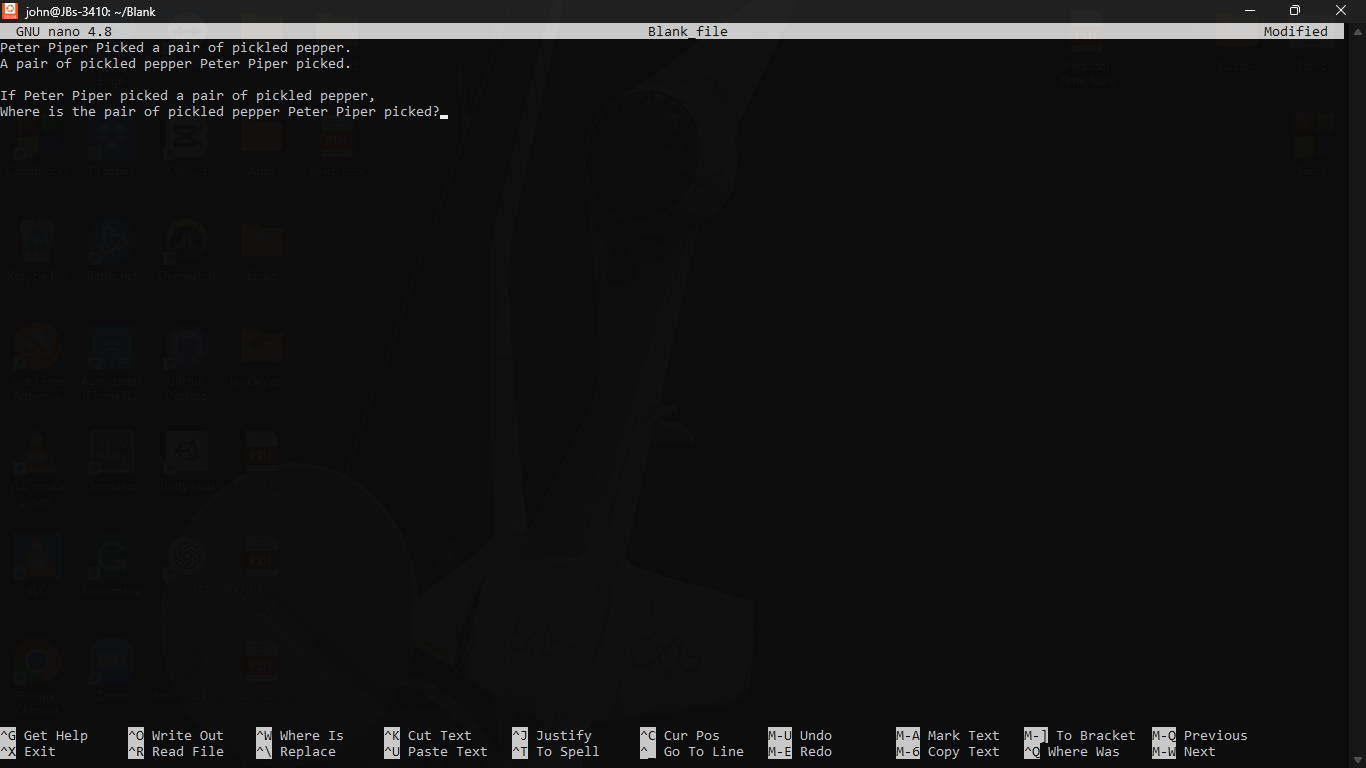 john@JBs-3410: ~/Blank
GNU nano 4.8 Blank_file Modified
Peter Piper Picked a pair of pickled pepper.
A pair of pickled pepper Peter Piper picked.
If Peter Piper picked a pair of pickled pepper,
Where is the pair of pickled pepper Peter Piper picked?
^G Get Help ^O Write Out ^W Where Is ^K Cut Text ^J Justify ^C Cur Pos M-U Undo M-A Mark Text M-] To Bracket M-Q Previous
^X Exit ^R Read File ^\ Replace ^U Paste Text ^T To Spell ^_ Go To Line M-E Redo M-6 Copy Text ^Q Where Was M-W Next